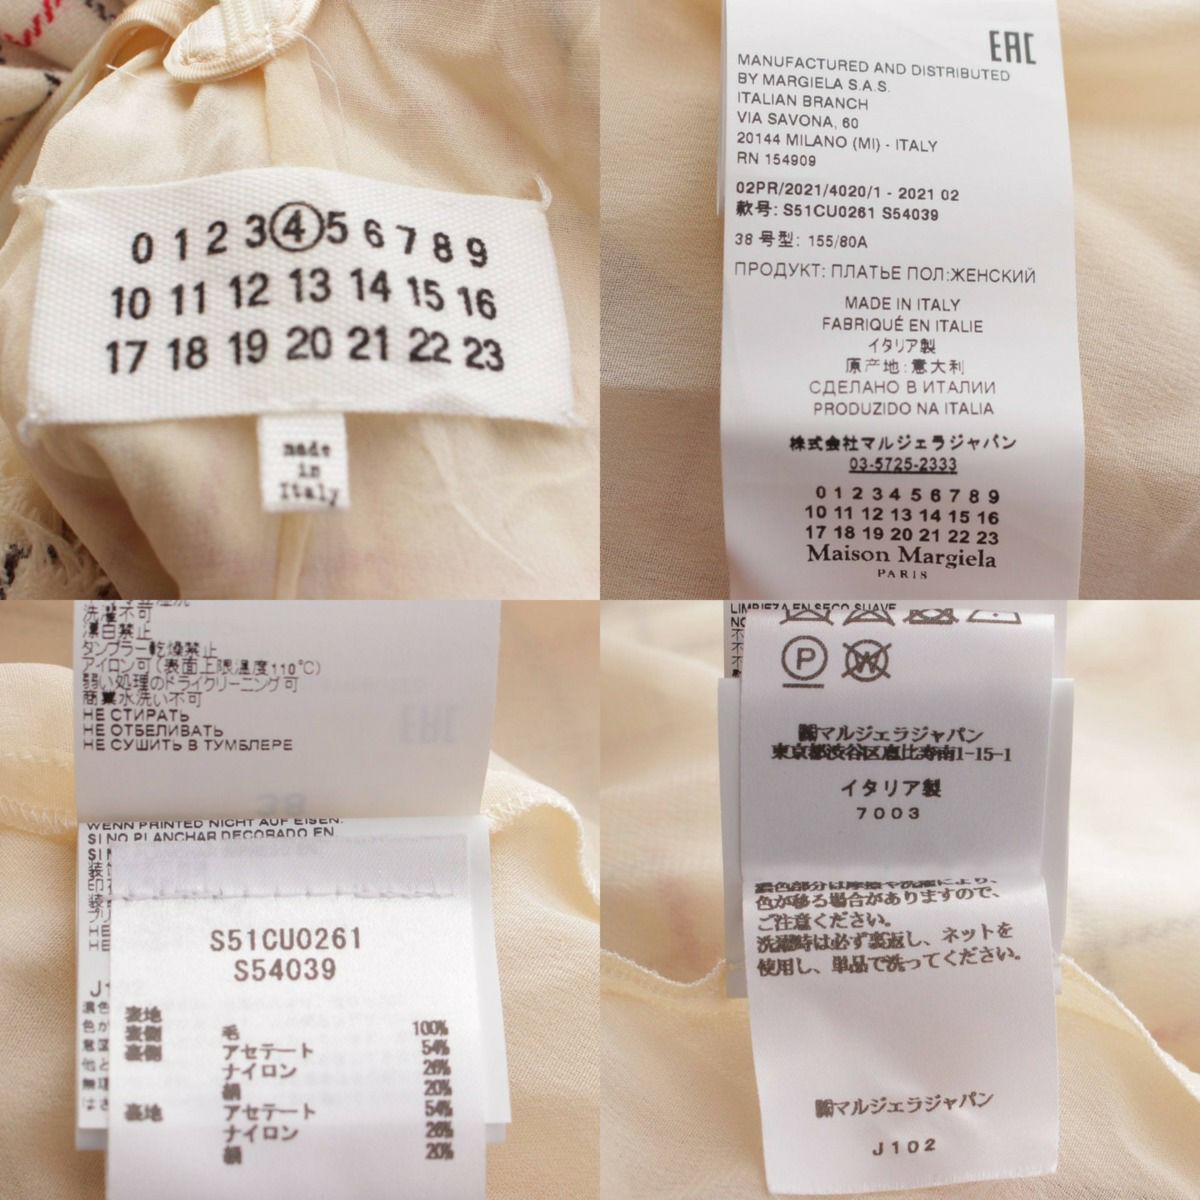 0 1 2 3 4 5 6 7 8 9
10 11 12 13 14 15 16
17 18 19 20 21 22 23
made
in
Italy
EAC
MANUFACTURED AND DISTRIBUTED
BY MARGIELA S.A.S.
ITALIAN BRANCH
VIA SAVONA, 60
20144 MILANO (MI) - ITALY
RN 154909
02PR/2021/4020/1 - 2021 02
款号: S51CU0261 S54039
38 号型: 155/80A
ПРОДУКТ: ПЛАТЬЕ ПОЛ:ЖЕНСКИЙ
MADE IN ITALY
FABRIQUÉ EN ITALIE
イタリア製
原产地:意大利
СДЕЛАНО В ИТАЛИИ
PRODUZIDO NA ITALIA
株式会社マルジェラジャパン
03-5725-2333
0 1 2 3 4 5 6 7 8 9
10 11 12 13 14 15 16
17 18 19 20 21 22 23
Maison Margiela
PARIS
洗濯不可
漂白禁止
タンブラー乾燥禁止
アイロン可(表面上限温度110℃)
弱い処理のドライクリーニング可
商業水洗い不可
НЕ СТИРАТЬ
НЕ ОТБЕЛИВАТЬ
НЕ СУШИТЬ В ТУМБЛЕРЕ
WENN PRINTED NICHT AUF EISEN.
SI NO PLANCHAR DECORADO EN
S51CU0261
S54039
表地
裏側 毛 100%
裏側 アセテート 54%
ナイロン 26%
絹 20%
裏地 アセテート 54%
ナイロン 26%
絹 20%
LIMPIEZA EN SECO SUAVE
NO
P W
㈱マルジェラジャパン
東京都渋谷区恵比寿南1-15-1
イタリア製
7003
濃色部分は摩擦や洗濯により、
色が移る場合がありますので、
ご注意ください。
洗濯時は必ず裏返し、ネットを
使用し、単品で洗ってください。
㈱マルジェラジャパン
J102